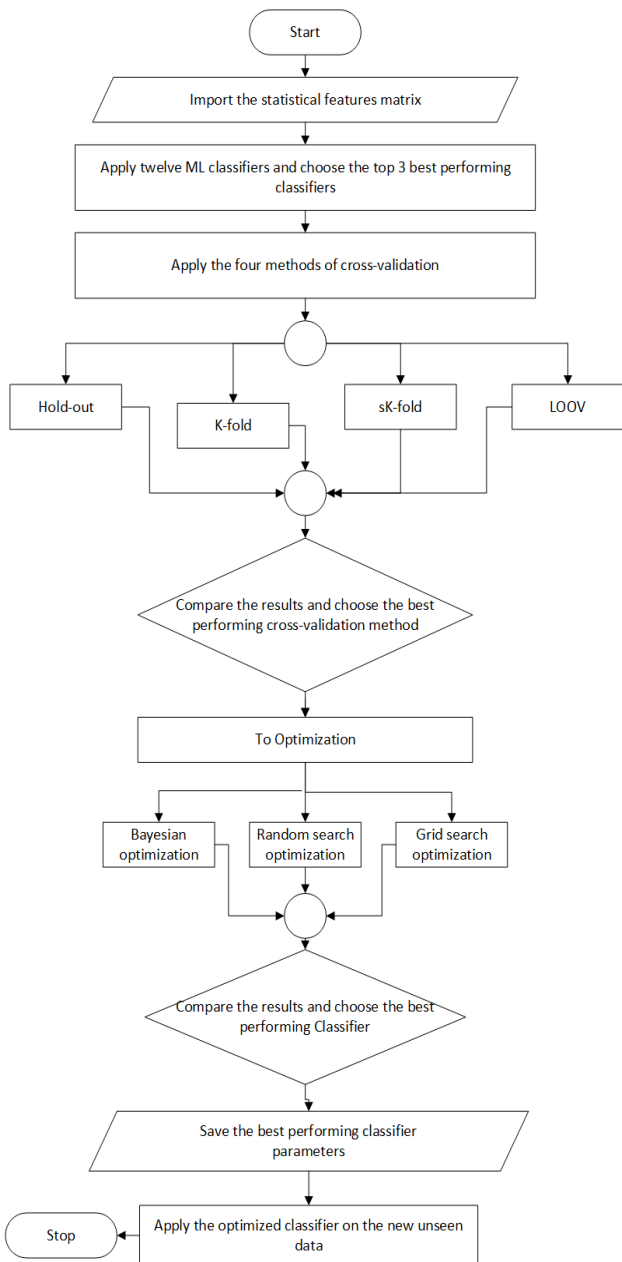 Start
Import the statistical features matrix
Apply twelve ML classifiers and choose the top 3 best performing
classifiers
Apply the four methods of cross-validation
Hold-out
K-fold
sK-fold
LOOV
Compare the results and choose the best
performing cross-validation method
To Optimization
Bayesian
optimization
Random search
optimization
Grid search
optimization
Compare the results and choose the best
performing Classifier
Save the best performing classifier
parameters
Apply the optimized classifier on the new unseen
data
Stop